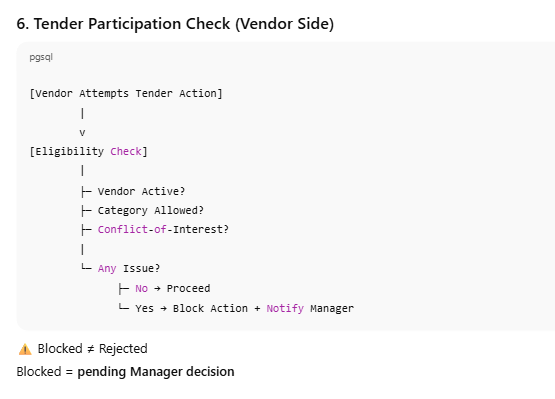 6. Tender Participation Check (Vendor Side)
pgsql
[Vendor Attempts Tender Action]
|
v
[Eligibility Check]
|
├─ Vendor Active?
├─ Category Allowed?
├─ Conflict-of-Interest?
|
└─ Any Issue?
├─ No → Proceed
└─ Yes → Block Action + Notify Manager
⚠️ Blocked ≠ Rejected
Blocked = pending Manager decision